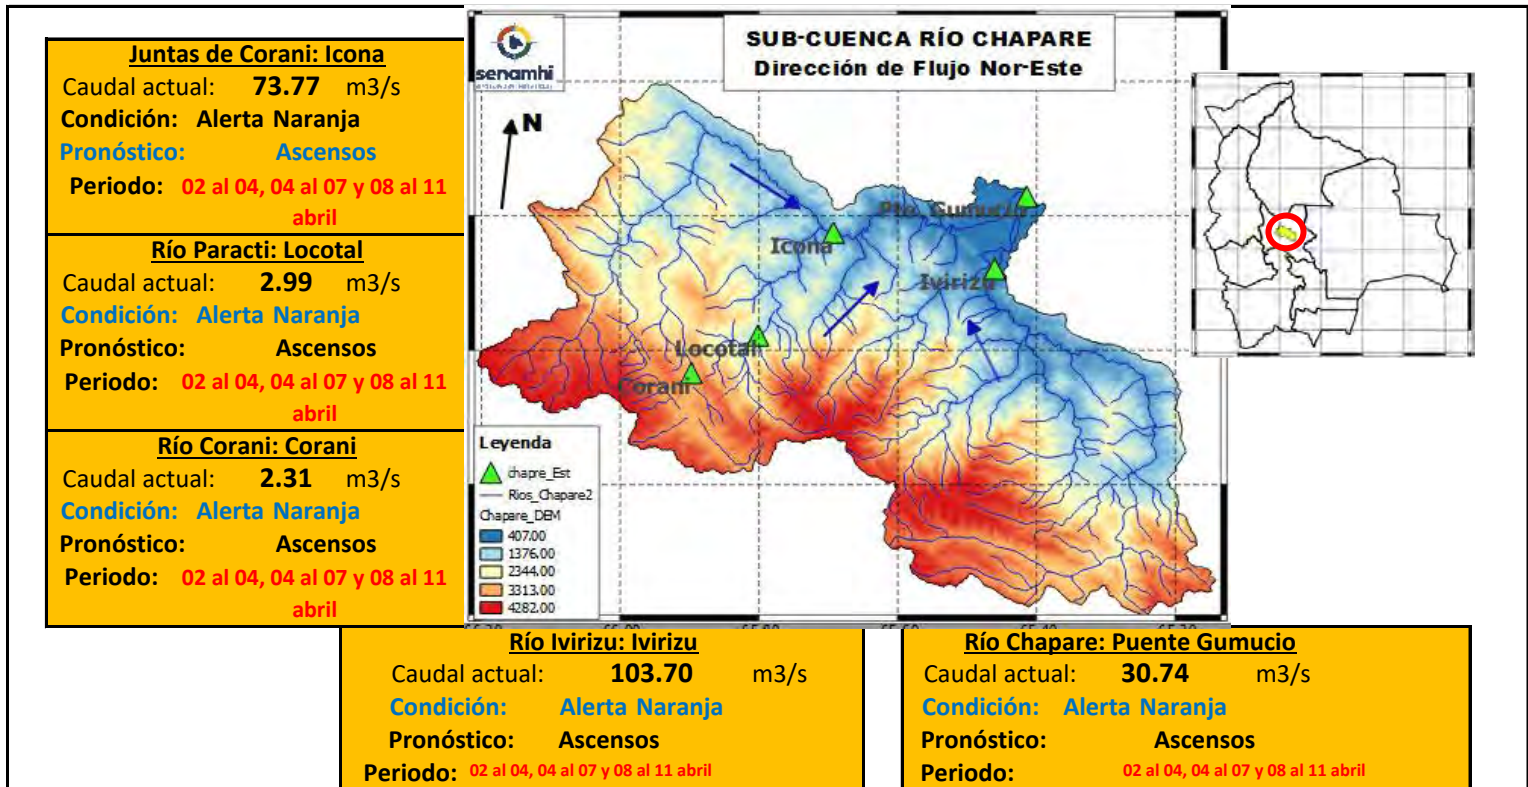 Juntas de Corani: Icona
Caudal actual: 73.77 m3/s
Condición: Alerta Naranja
Pronóstico: Ascensos
Periodo: 02 al 04, 04 al 07 y 08 al 11
abril
Río Paracti: Locotal
Caudal actual: 2.99 m3/s
Condición: Alerta Naranja
Pronóstico: Ascensos
Periodo: 02 al 04, 04 al 07 y 08 al 11
abril
Río Corani: Corani
Caudal actual: 2.31 m3/s
Condición: Alerta Naranja
Pronóstico: Ascensos
Periodo: 02 al 04, 04 al 07 y 08 al 11
abril
senamhi
SUB-CUENCA RÍO CHAPARE
Dirección de Flujo Nor-Este
N
Pte. Gumucio
Icona
Ivirizu
Locotal
Corani
Leyenda
chapre_Est
Rios_Chapare2
Chapare_DEM
407.00
1376.00
2344.00
3313.00
4282.00
Río Ivirizu: Ivirizu
Caudal actual: 103.70 m3/s
Condición: Alerta Naranja
Pronóstico: Ascensos
Periodo: 02 al 04, 04 al 07 y 08 al 11 abril
Río Chapare: Puente Gumucio
Caudal actual: 30.74 m3/s
Condición: Alerta Naranja
Pronóstico: Ascensos
Periodo: 02 al 04, 04 al 07 y 08 al 11 abril